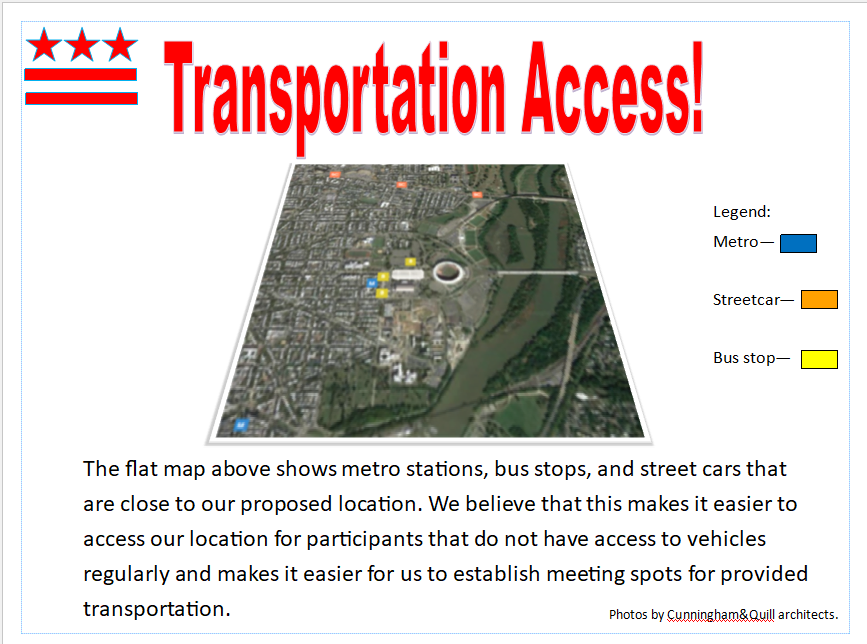 Transportation Access!
Legend:
Metro—
Streetcar—
Bus stop—
The flat map above shows metro stations, bus stops, and street cars that
are close to our proposed location. We believe that this makes it easier to
access our location for participants that do not have access to vehicles
regularly and makes it easier for us to establish meeting spots for provided
transportation.
Photos by Cunningham&Quill architects.